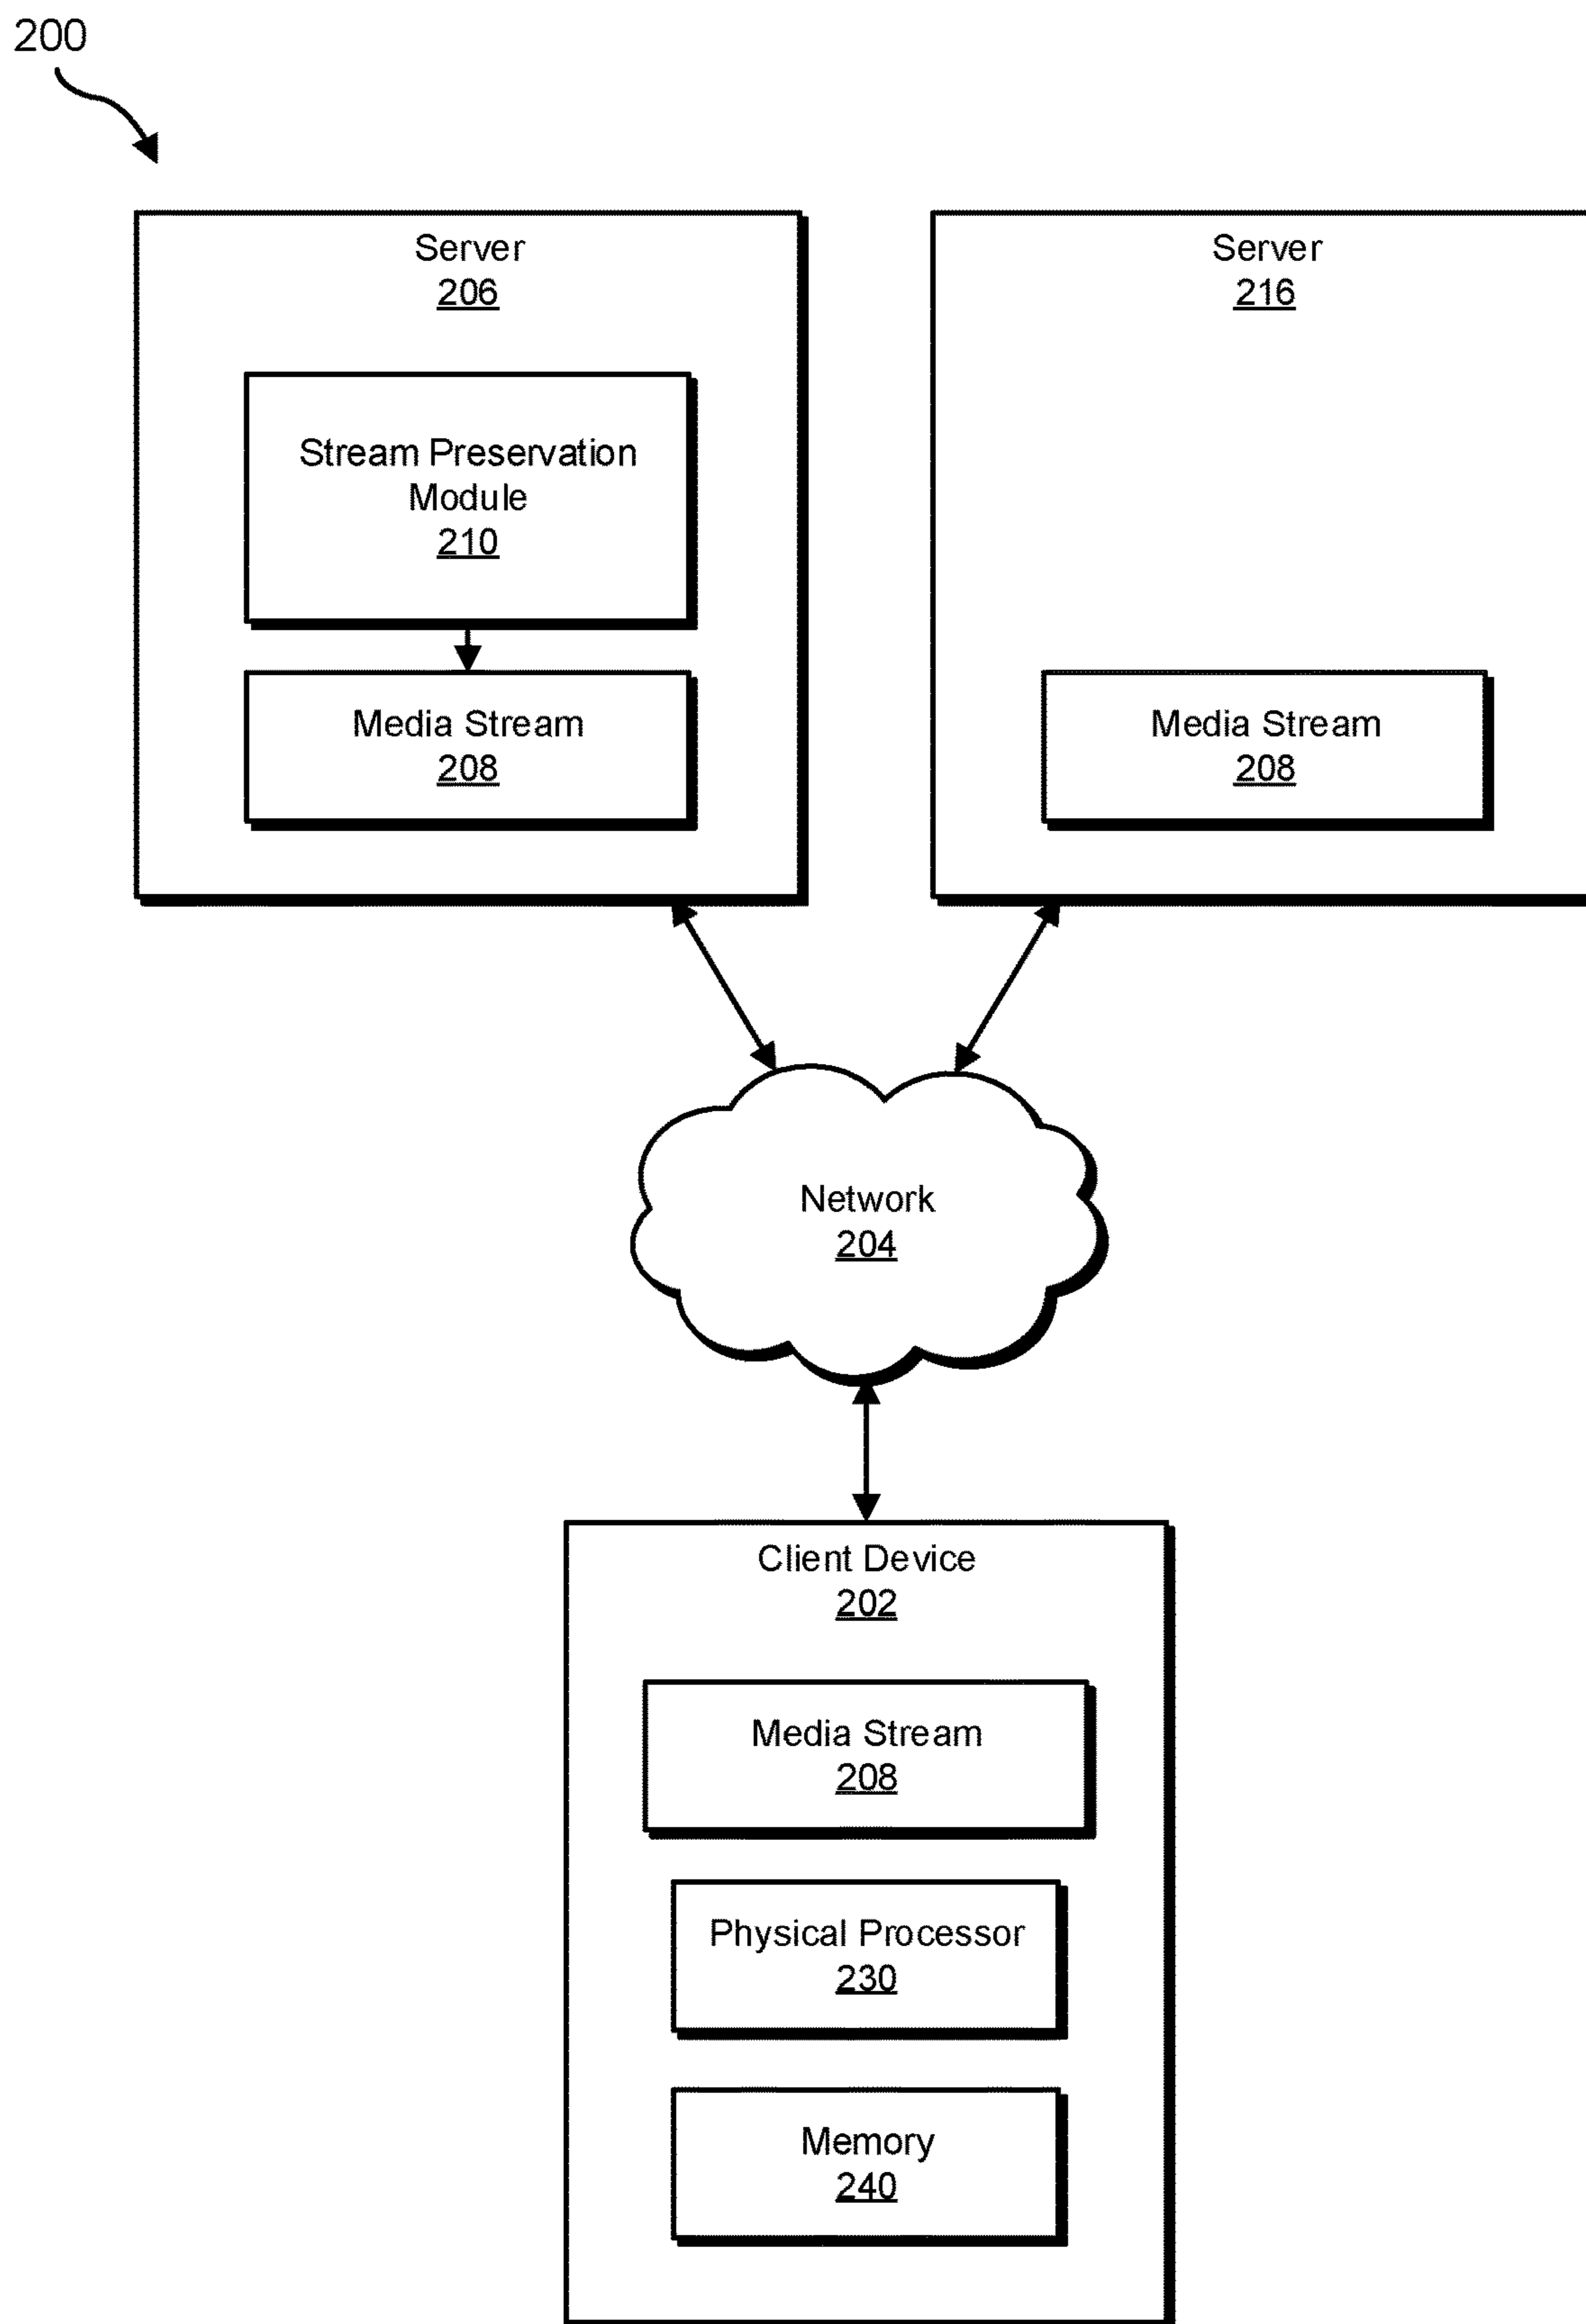 200
Server
206
Stream Preservation
Module
210
Media Stream
208
Server
216
Media Stream
208
Network
204
Client Device
202
Media Stream
208
Physical Processor
230
Memory
240